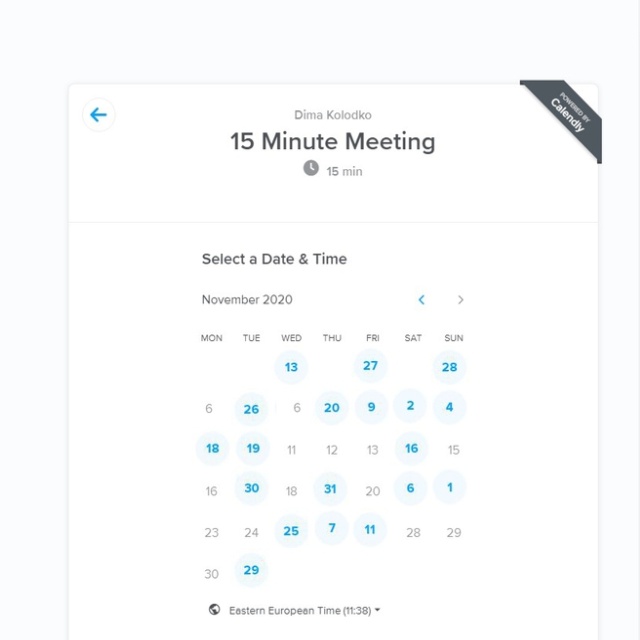 POWERED BY
Calendly
Dima Kolodko
15 Minute Meeting
15 min
Select a Date & Time
November 2020
MON TUE WED THU FRI SAT SUN
13 27 28
6 26 6 20 9 2 4
18 19 11 12 13 16 15
16 30 18 31 20 6 1
23 24 25 7 11 28 29
30 29
Eastern European Time (11:38)